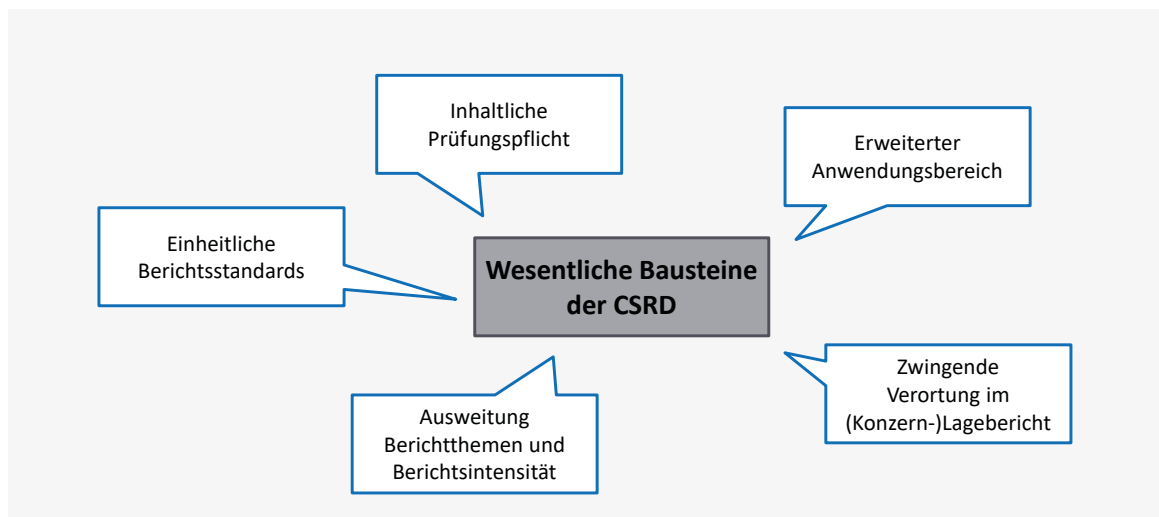 Inhaltliche
Prüfungspflicht
Erweiterter
Anwendungsbereich
Einheitliche
Berichtsstandards
Wesentliche Bausteine
der CSRD
Zwingende
Verortung im
(Konzern-)Lagebericht
Ausweitung
Berichtthemen und
Berichtsintensität